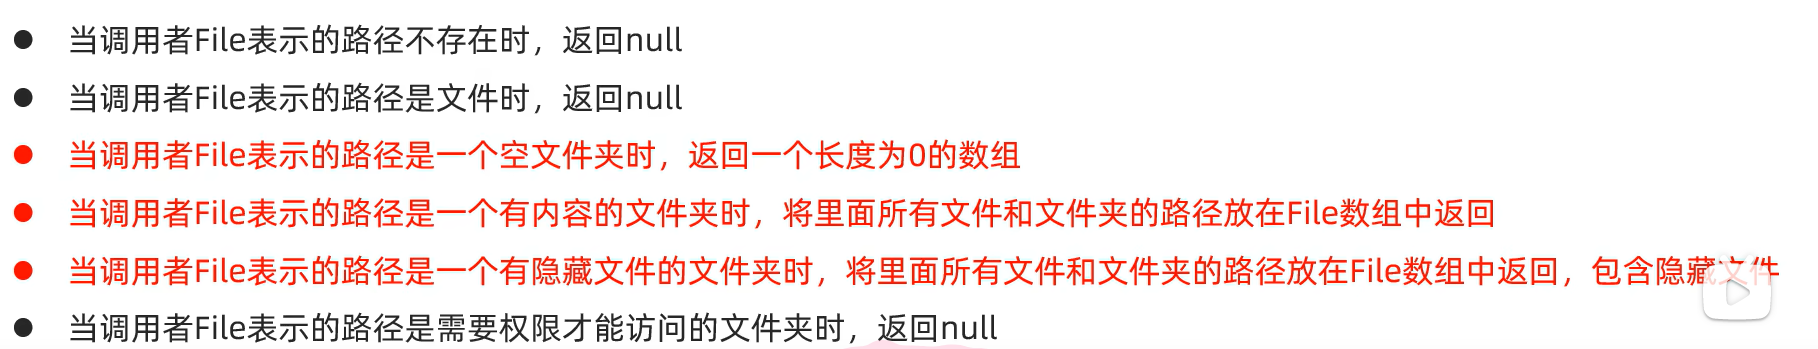 ● 当调用者File表示的路径不存在时，返回null
● 当调用者File表示的路径是文件时，返回null
● 当调用者File表示的路径是一个空文件夹时，返回一个长度为0的数组
● 当调用者File表示的路径是一个有内容的文件夹时，将里面所有文件和文件夹的路径放在File数组中返回
● 当调用者File表示的路径是一个有隐藏文件的文件夹时，将里面所有文件和文件夹的路径放在File数组中返回，包含隐藏文件
● 当调用者File表示的路径是需要权限才能访问的文件夹时，返回null